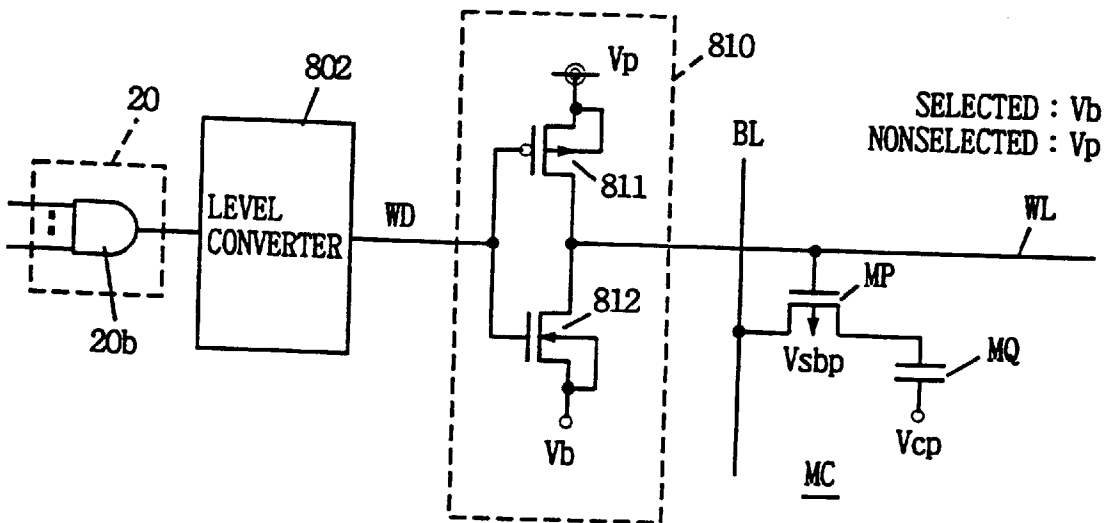 810
802
Vp
20
SELECTED : Vb
NONSELECTED : Vp
BL
811
LEVEL
CONVERTER
WD
WL
MP
812
20b
Vsbp
MQ
Vb
Vcp
MC